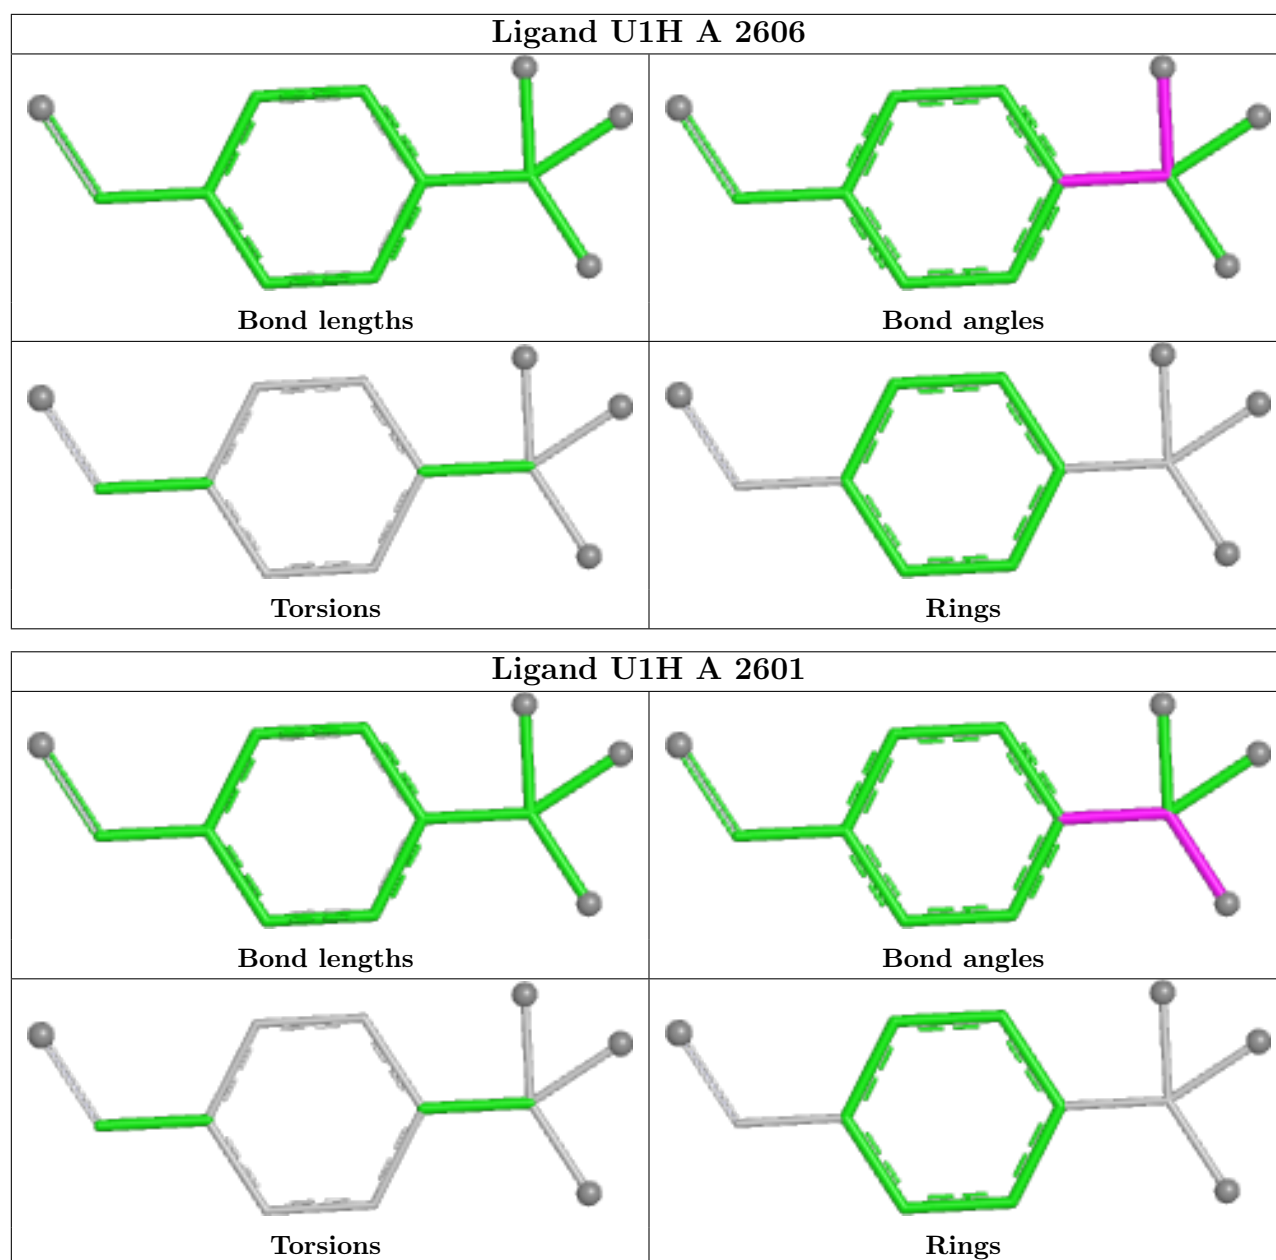 Ligand U1H A 2606
Bond lengths
Bond angles
Torsions
Rings
Ligand U1H A 2601
Bond lengths
Bond angles
Torsions
Rings